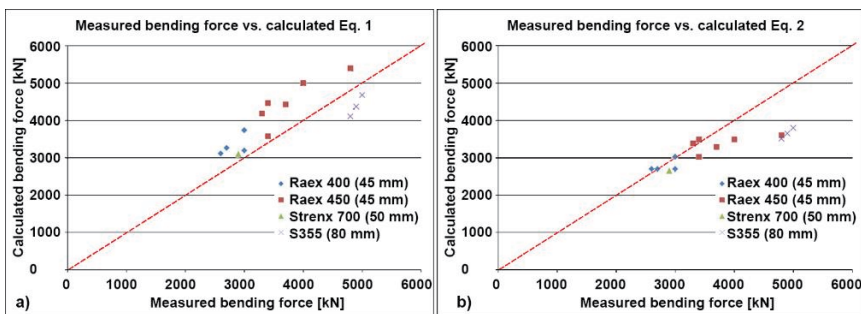 Measured bending force vs. calculated Eq. 1
Calculated bending force [kN]
6000
5000
4000
3000
2000
1000
0
Raex 400 (45 mm)
Raex 450 (45 mm)
Strenx 700 (50 mm)
S355 (80 mm)
0 1000 2000 3000 4000 5000 6000
a) Measured bending force [kN]
Measured bending force vs. calculated Eq. 2
Calculated bending force [kN]
6000
5000
4000
3000
2000
1000
0
Raex 400 (45 mm)
Raex 450 (45 mm)
Strenx 700 (50 mm)
S355 (80 mm)
0 1000 2000 3000 4000 5000 6000
b) Measured bending force [kN]